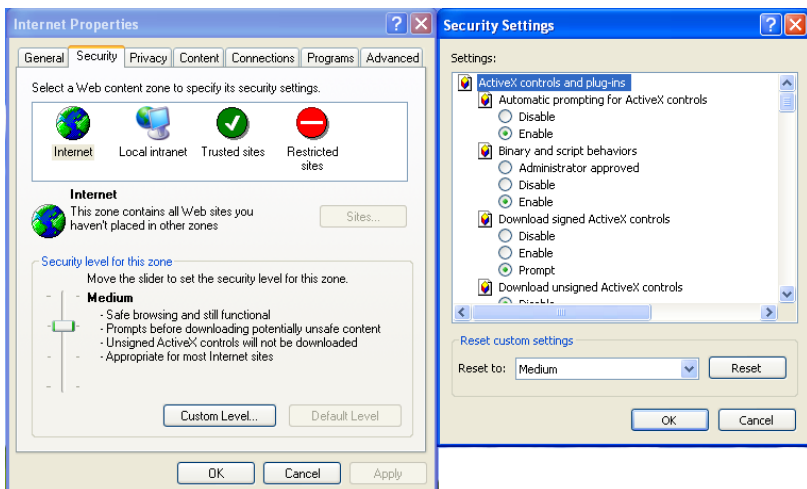 Internet Properties
General Security Privacy Content Connections Programs Advanced
Select a Web content zone to specify its security settings.
Internet Local intranet Trusted sites Restricted
sites
Internet
This zone contains all Web sites you
haven't placed in other zones
Sites...
Security level for this zone
Move the slider to set the security level for this zone.
Medium
- Safe browsing and still functional
- Prompts before downloading potentially unsafe content
- Unsigned ActiveX controls will not be downloaded
- Appropriate for most Internet sites
Custom Level... Default Level
OK Cancel Apply
Security Settings
Settings:
ActiveX controls and plug-ins
Automatic prompting for ActiveX controls
Disable
Enable
Binary and script behaviors
Administrator approved
Disable
Enable
Download signed ActiveX controls
Disable
Enable
Prompt
Download unsigned ActiveX controls
Disable
Reset custom settings
Reset to: Medium Reset
OK Cancel